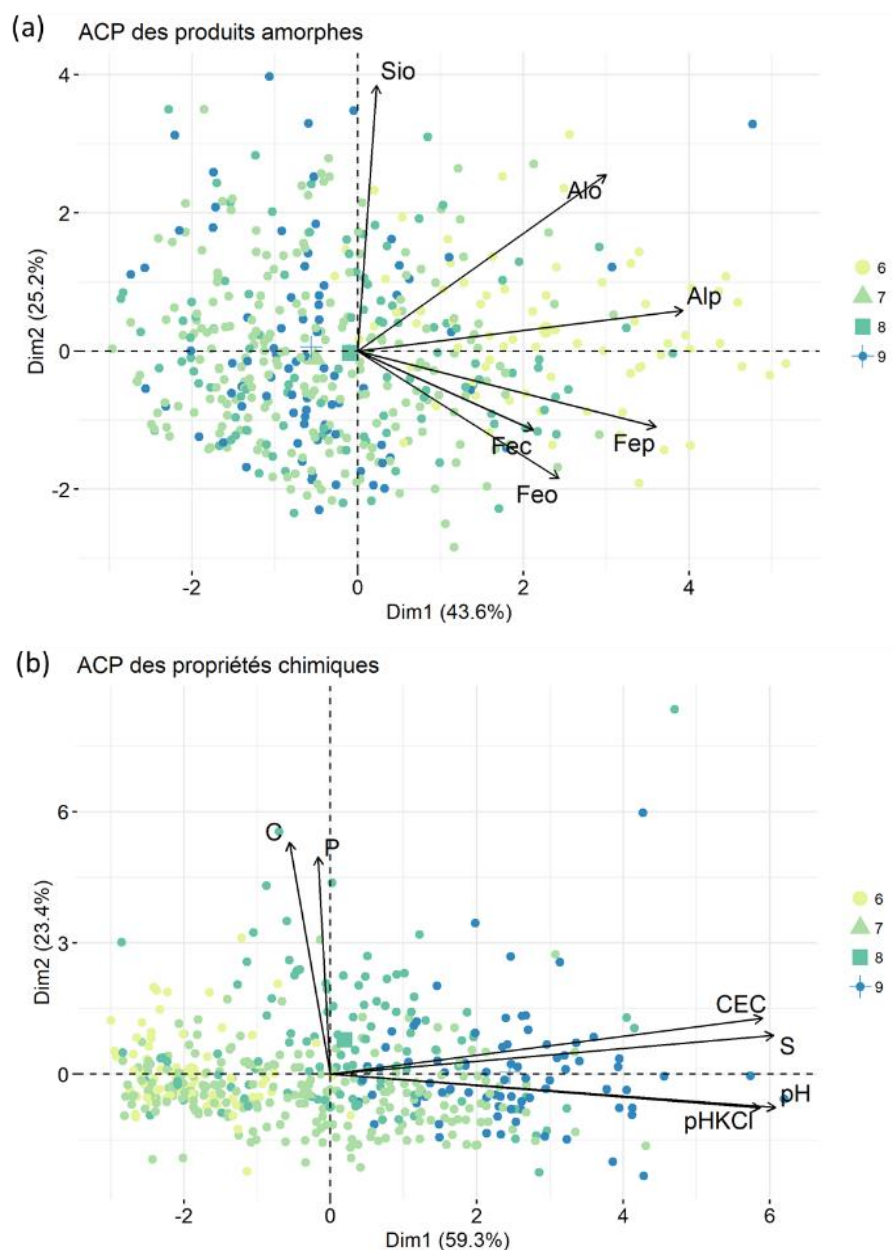 (a) ACP des produits amorphes
4
Sio
Alo
2
Alp
6
7
8
9
Dim2 (25.2%)
0
Fec
Fep
Feo
-2
-2 0 2 4
Dim1 (43.6%)
(b) ACP des propriétés chimiques
6
C
P
6
7
8
9
Dim2 (23.4%)
3
CEC
S
0
pH
pHKCl
-2 0 2 4 6
Dim1 (59.3%)